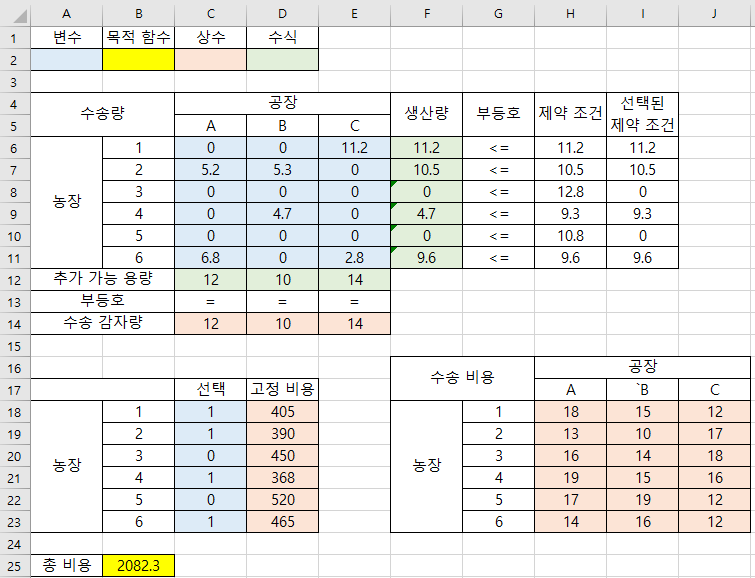 A B C D E F G H I J
1 변수 목적 함수 상수 수식
2
3
4 수송량 공장 생산량 부등호 제약 조건 선택된
5 A B C 제약 조건
6 1 0 0 11.2 11.2 <= 11.2 11.2
7 2 5.2 5.3 0 10.5 <= 10.5 10.5
8 3 0 0 0 0 <= 12.8 0
9 농장 4 0 4.7 0 4.7 <= 9.3 9.3
10 5 0 0 0 0 <= 10.8 0
11 6 6.8 0 2.8 9.6 <= 9.6 9.6
12 추가 가능 용량 12 10 14
13 부등호 = = =
14 수송 감자량 12 10 14
15
16 수송 비용 공장
17 선택 고정 비용 A `B C
18 1 1 405 1 18 15 12
19 2 1 390 2 13 10 17
20 3 0 450 3 16 14 18
21 농장 4 1 368 농장 4 19 15 16
22 5 0 520 5 17 19 12
23 6 1 465 6 14 16 12
24
25 총 비용 2082.3